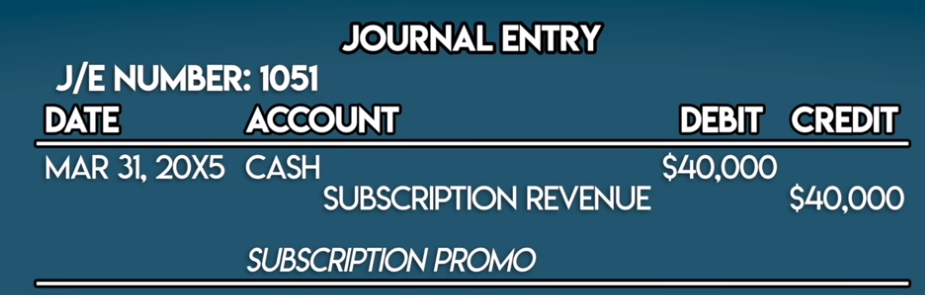 JOURNAL ENTRY
J/E NUMBER: 1051
DATE ACCOUNT DEBIT CREDIT
MAR 31, 20X5 CASH $40,000
SUBSCRIPTION REVENUE $40,000
SUBSCRIPTION PROMO